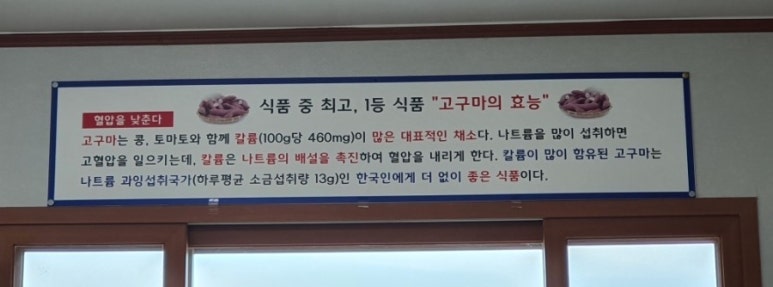 식품 중 최고, 1등 식품 "고구마의 효능"
혈압을 낮춘다
고구마는 콩, 토마토와 함께 칼륨(100g당 460mg)이 많은 대표적인 채소다. 나트륨을 많이 섭취하면
고혈압을 일으키는데, 칼륨은 나트륨의 배설을 촉진하여 혈압을 내리게 한다. 칼륨이 많이 함유된 고구마는
나트륨 과잉섭취국가(하루평균 소금섭취량 13g)인 한국인에게 더 없이 좋은 식품이다.